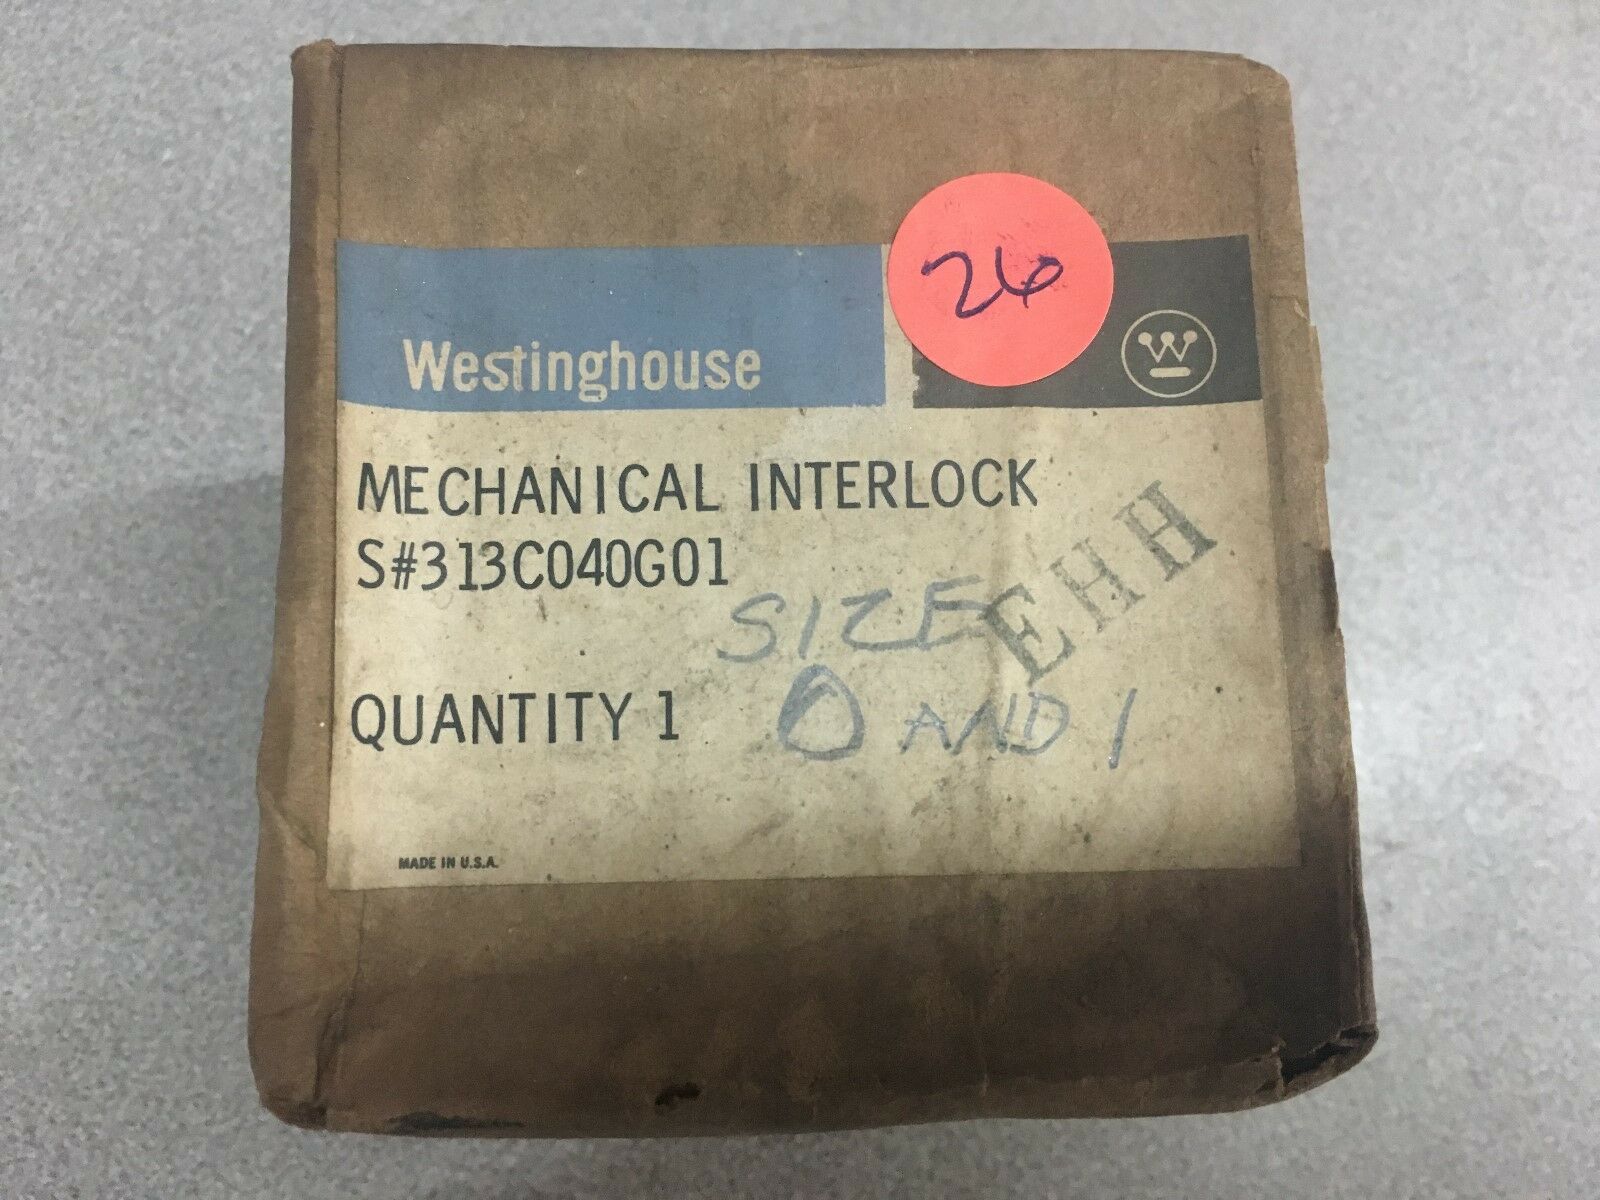 26
Westinghouse
MECHANICAL INTERLOCK
S#313C040G01
EHH
SIZE
QUANTITY 1
0 AND 1
MADE IN U.S.A.